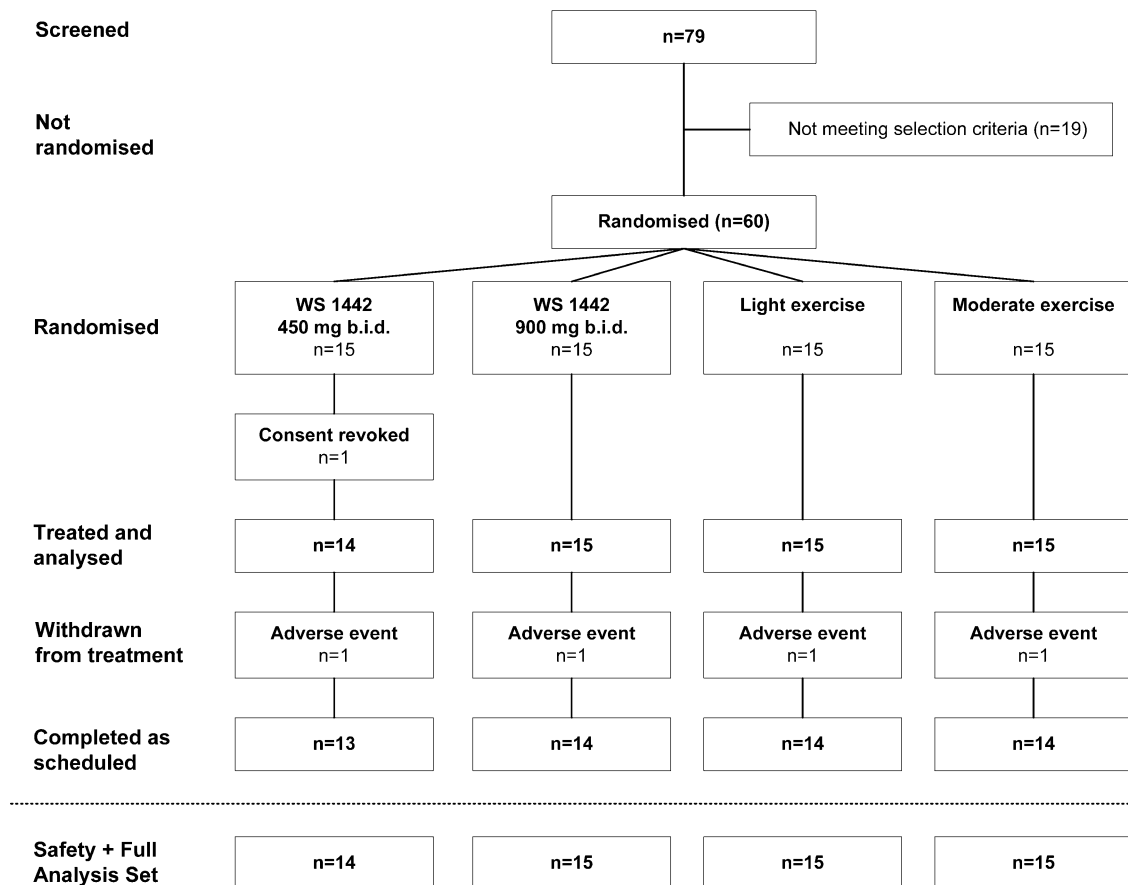 Screened
n=79
Not
randomised
Not meeting selection criteria (n=19)
Randomised (n=60)
Randomised
WS 1442
450 mg b.i.d.
n=15
WS 1442
900 mg b.i.d.
n=15
Light exercise
n=15
Moderate exercise
n=15
Consent revoked
n=1
Treated and
analysed
n=14
n=15
n=15
n=15
Withdrawn
from treatment
Adverse event
n=1
Adverse event
n=1
Adverse event
n=1
Adverse event
n=1
Completed as
scheduled
n=13
n=14
n=14
n=14
Safety + Full
Analysis Set
n=14
n=15
n=15
n=15